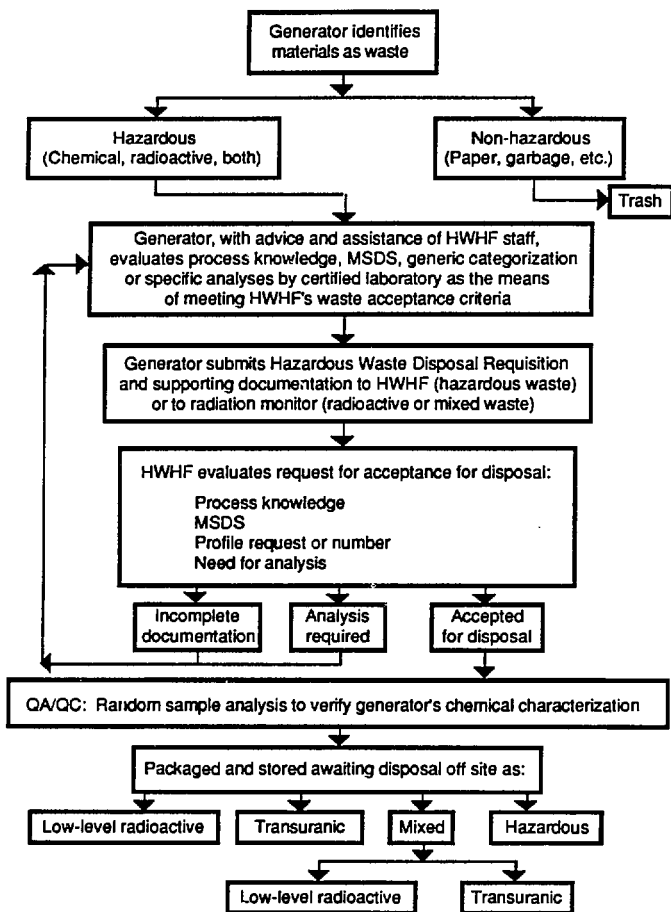 Generator identifies
materials as waste
Hazardous
(Chemical, radioactive, both)
Non-hazardous
(Paper, garbage, etc.)
Trash
Generator, with advice and assistance of HWHF staff,
evaluates process knowledge, MSDS, generic categorization
or specific analyses by certified laboratory as the means
of meeting HWHF's waste acceptance criteria
Generator submits Hazardous Waste Disposal Requisition
and supporting documentation to HWHF (hazardous waste)
or to radiation monitor (radioactive or mixed waste)
HWHF evaluates request for acceptance for disposal:
Process knowledge
MSDS
Profile request or number
Need for analysis
Incomplete
documentation
Analysis
required
Accepted
for disposal
QA/QC: Random sample analysis to verify generator's chemical characterization
Packaged and stored awaiting disposal off site as:
Low-level radioactive
Transuranic
Mixed
Hazardous
Low-level radioactive
Transuranic